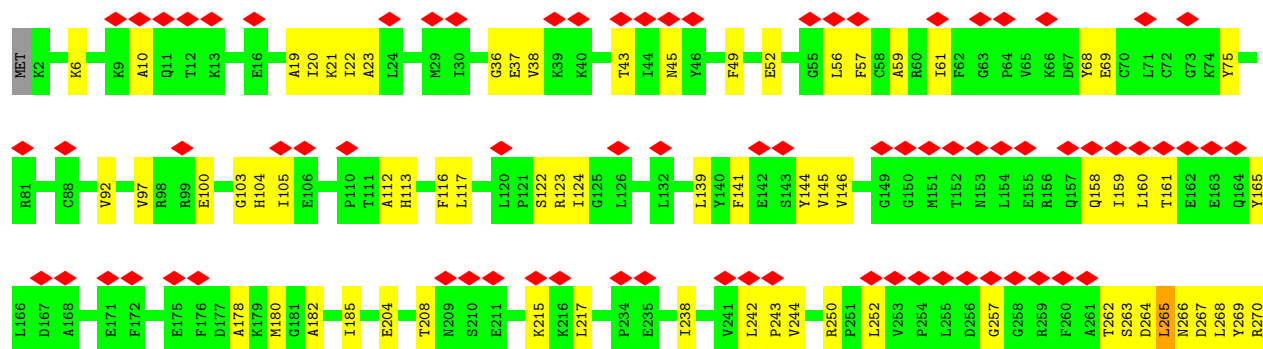 MET K2 K6 K9 A10 Q11 T12 K13 E16 A19 I20 K21 I22 A23 L24 M29 I30 G36 E37 V38 K39 K40 T43 I44 N45 Y46 F49 E52 G55 L56 F57 C58 A59 R60 I61 F62 G63 P64 V65 K66 D67 Y68 E69 C70 L71 C72 G73 K74 Y75
R81 C88 V92 V97 R98 R99 E100 G103 H104 I105 E106 P110 T111 A112 H113 F116 L117 L120 P121 S122 R123 I124 G125 L126 L132 L139 Y140 F141 E142 S143 Y144 V145 V146 G149 G150 M151 T152 N153 L154 E155 R156 Q157 Q158 I159 L160 T161 E162 E163 Q164 Y165
L166 D167 A168 E171 F172 E175 F176 D177 A178 K179 M180 G181 A182 I185 E204 T208 N209 S210 E211 K215 K216 L217 P234 E235 I238 V241 L242 P243 V244 R250 P251 L252 V253 P254 L255 D256 G257 G258 R259 F260 A261 T262 S263 D264 L265 N266 D267 L268 Y269 R270